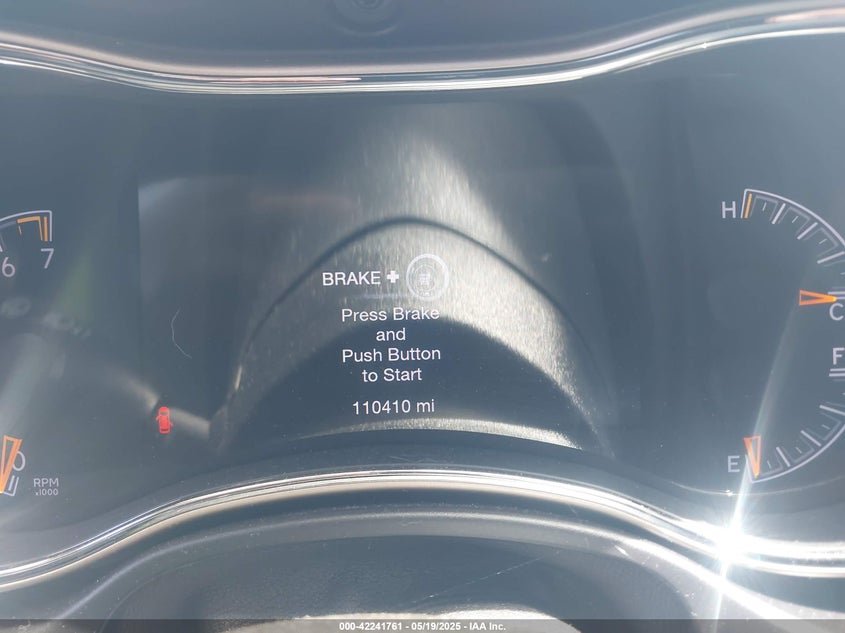 H
6
7
C
BRAKE +
Press Brake
and
Push Button
to Start
F
110410 mi
0
E
RPM
x1000
000-42241761 - 05/19/2025 - IAA Inc.